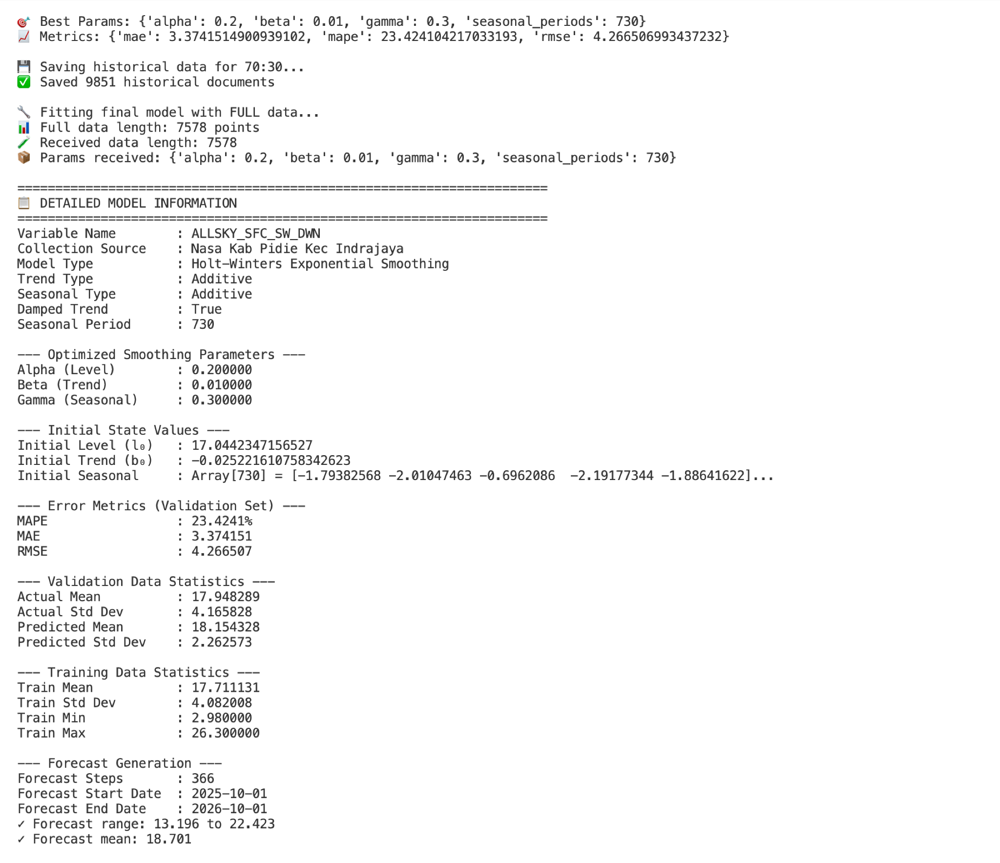 🎯 Best Params: {'alpha': 0.2, 'beta': 0.01, 'gamma': 0.3, 'seasonal_periods': 730}
📈 Metrics: {'mae': 3.3741514900939102, 'mape': 23.424104217033193, 'rmse': 4.266506993437232}
💾 Saving historical data for 70:30...
✅ Saved 9851 historical documents
🔧 Fitting final model with FULL data...
📊 Full data length: 7578 points
🧪 Received data length: 7578
📦 Params received: {'alpha': 0.2, 'beta': 0.01, 'gamma': 0.3, 'seasonal_periods': 730}
======================================================================
📋 DETAILED MODEL INFORMATION
======================================================================
Variable Name        : ALLSKY_SFC_SW_DWN
Collection Source    : Nasa Kab Pidie Kec Indrajaya
Model Type           : Holt-Winters Exponential Smoothing
Trend Type           : Additive
Seasonal Type        : Additive
Damped Trend         : True
Seasonal Period      : 730
--- Optimized Smoothing Parameters ---
Alpha (Level)        : 0.200000
Beta (Trend)         : 0.010000
Gamma (Seasonal)     : 0.300000
--- Initial State Values ---
Initial Level (l₀)   : 17.0442347156527
Initial Trend (b₀)   : -0.025221610758342623
Initial Seasonal     : Array[730] = [-1.79382568 -2.01047463 -0.6962086  -2.19177344 -1.88641622]...
--- Error Metrics (Validation Set) ---
MAPE                 : 23.4241%
MAE                  : 3.374151
RMSE                 : 4.266507
--- Validation Data Statistics ---
Actual Mean          : 17.948289
Actual Std Dev       : 4.165828
Predicted Mean       : 18.154328
Predicted Std Dev    : 2.262573
--- Training Data Statistics ---
Train Mean           : 17.711131
Train Std Dev        : 4.082008
Train Min            : 2.980000
Train Max            : 26.300000
--- Forecast Generation ---
Forecast Steps       : 366
Forecast Start Date  : 2025-10-01
Forecast End Date    : 2026-10-01
✓ Forecast range: 13.196 to 22.423
✓ Forecast mean: 18.701